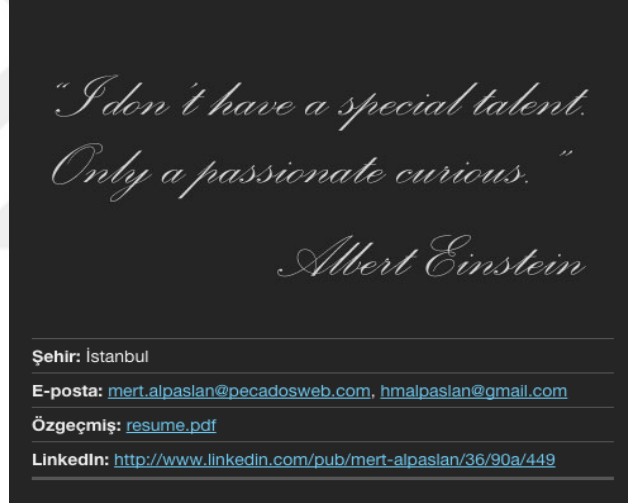 “I don't have a special talent.
Only a passionate curious. ”
Albert Einstein
Şehir: İstanbul
E-posta: mert.alpaslan@pecadosweb.com, hmalpaslan@gmail.com
Özgeçmiş: resume.pdf
LinkedIn: http://www.linkedin.com/pub/mert-alpaslan/36/90a/449